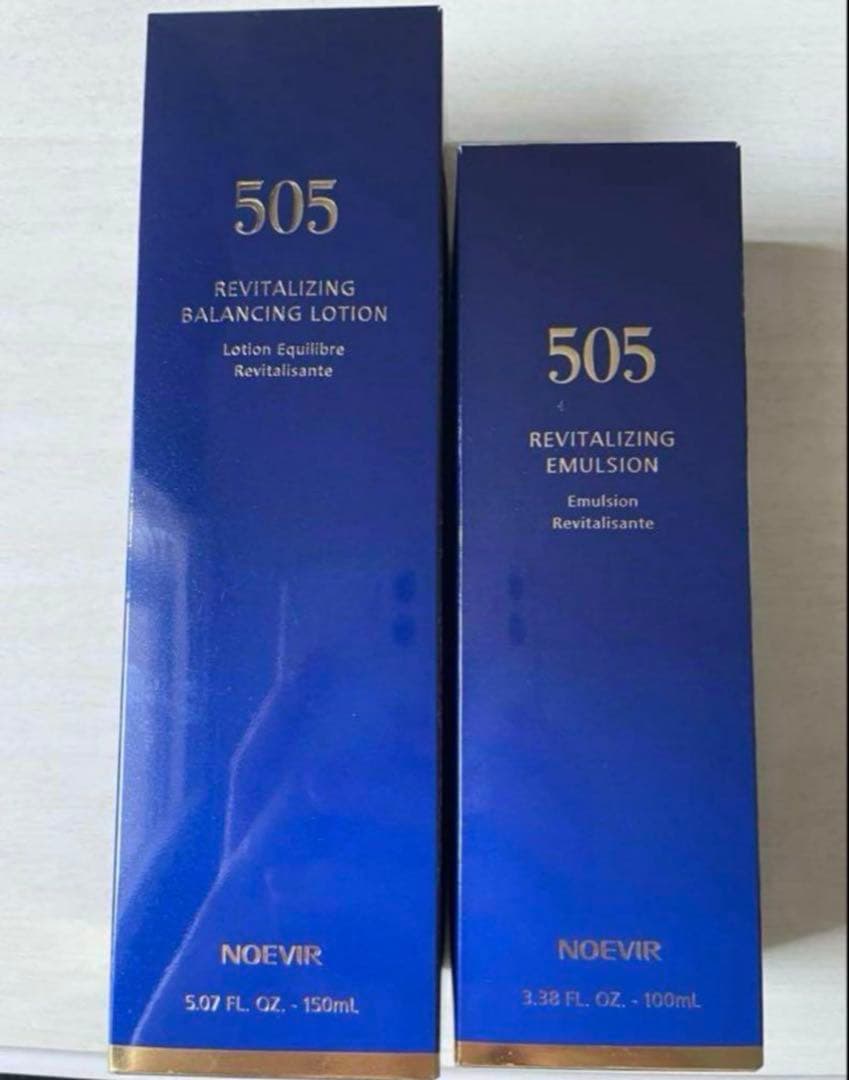 505
REVITALIZING
BALANCING LOTION
Lotion Equilibre
Revitalisante
NOEVIR
5.07 FL. OZ. - 150mL
505
REVITALIZING
EMULSION
Emulsion
Revitalisante
NOEVIR
3.38 FL. OZ. - 100mL